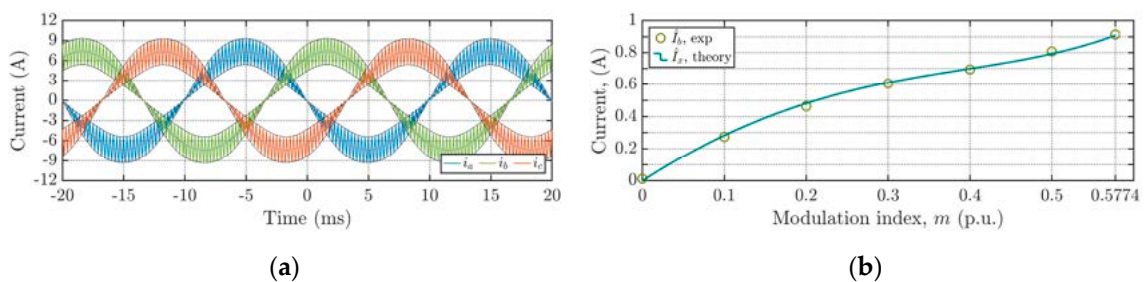 12
9
6
3
0
-3
-6
-9
-12
Current (A)
i_a i_b i_c
-20 -15 -10 -5 0 5 10 15 20
Time (ms)
(a)
1
0.8
0.6
0.4
0.2
0
Current, (A)
Î_b, exp
Î_x, theory
0 0.1 0.2 0.3 0.4 0.5 0.5774
Modulation index, m (p.u.)
(b)